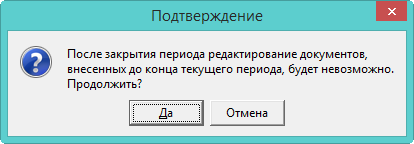 Подтверждение
После закрытия периода редактирование документов,
внесенных до конца текущего периода, будет невозможно.
Продолжить?
Да
Отмена